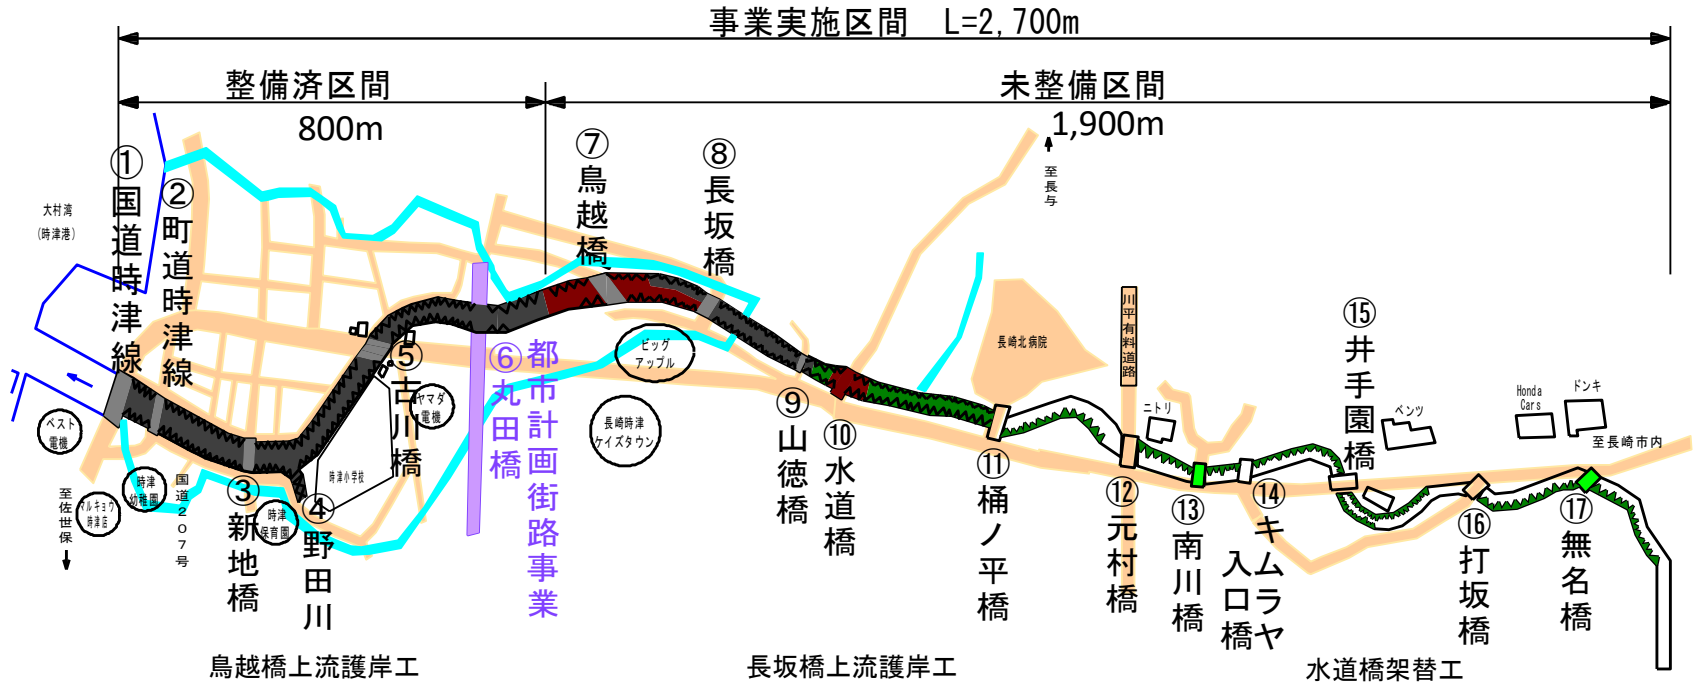 事業実施区間　L=2,700m
整備済区間
800m
未整備区間
1,900m
①国道時津線
②町道時津線
⑦鳥越橋
⑧長坂橋
至長与
大村湾
(時津港)
⑮井手園橋
川平有料道路
長崎北病院
ビッグ
アップル
⑤古川橋
ヤマダ
電機
⑥丸田橋
都市計画街路事業
長崎時津
ケイズタウン
ニトリ
ベンツ
Honda
Cars
ドンキ
至長崎市内
ベスト
電機
⑨山徳橋
⑩水道橋
⑪桶ノ平橋
⑫元村橋
⑬南川橋
⑭キムラヤ
入口橋
⑯打坂橋
⑰無名橋
至佐世保
マルキョウ
時津店
時津
幼稚園
国道207号
③新地橋
時津
保育園
④野田川
時津小学校
鳥越橋上流護岸工
長坂橋上流護岸工
水道橋架替工